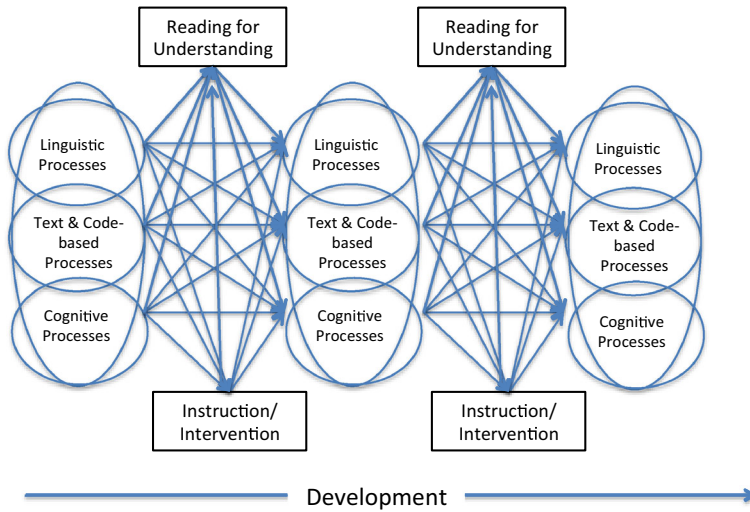 Reading for
Understanding
Reading for
Understanding
Linguistic
Processes
Text & Code-
based
Processes
Cognitive
Processes
Linguistic
Processes
Text & Code-
based
Processes
Cognitive
Processes
Linguistic
Processes
Text & Code-
based
Processes
Cognitive
Processes
Instruction/
Intervention
Instruction/
Intervention
Development